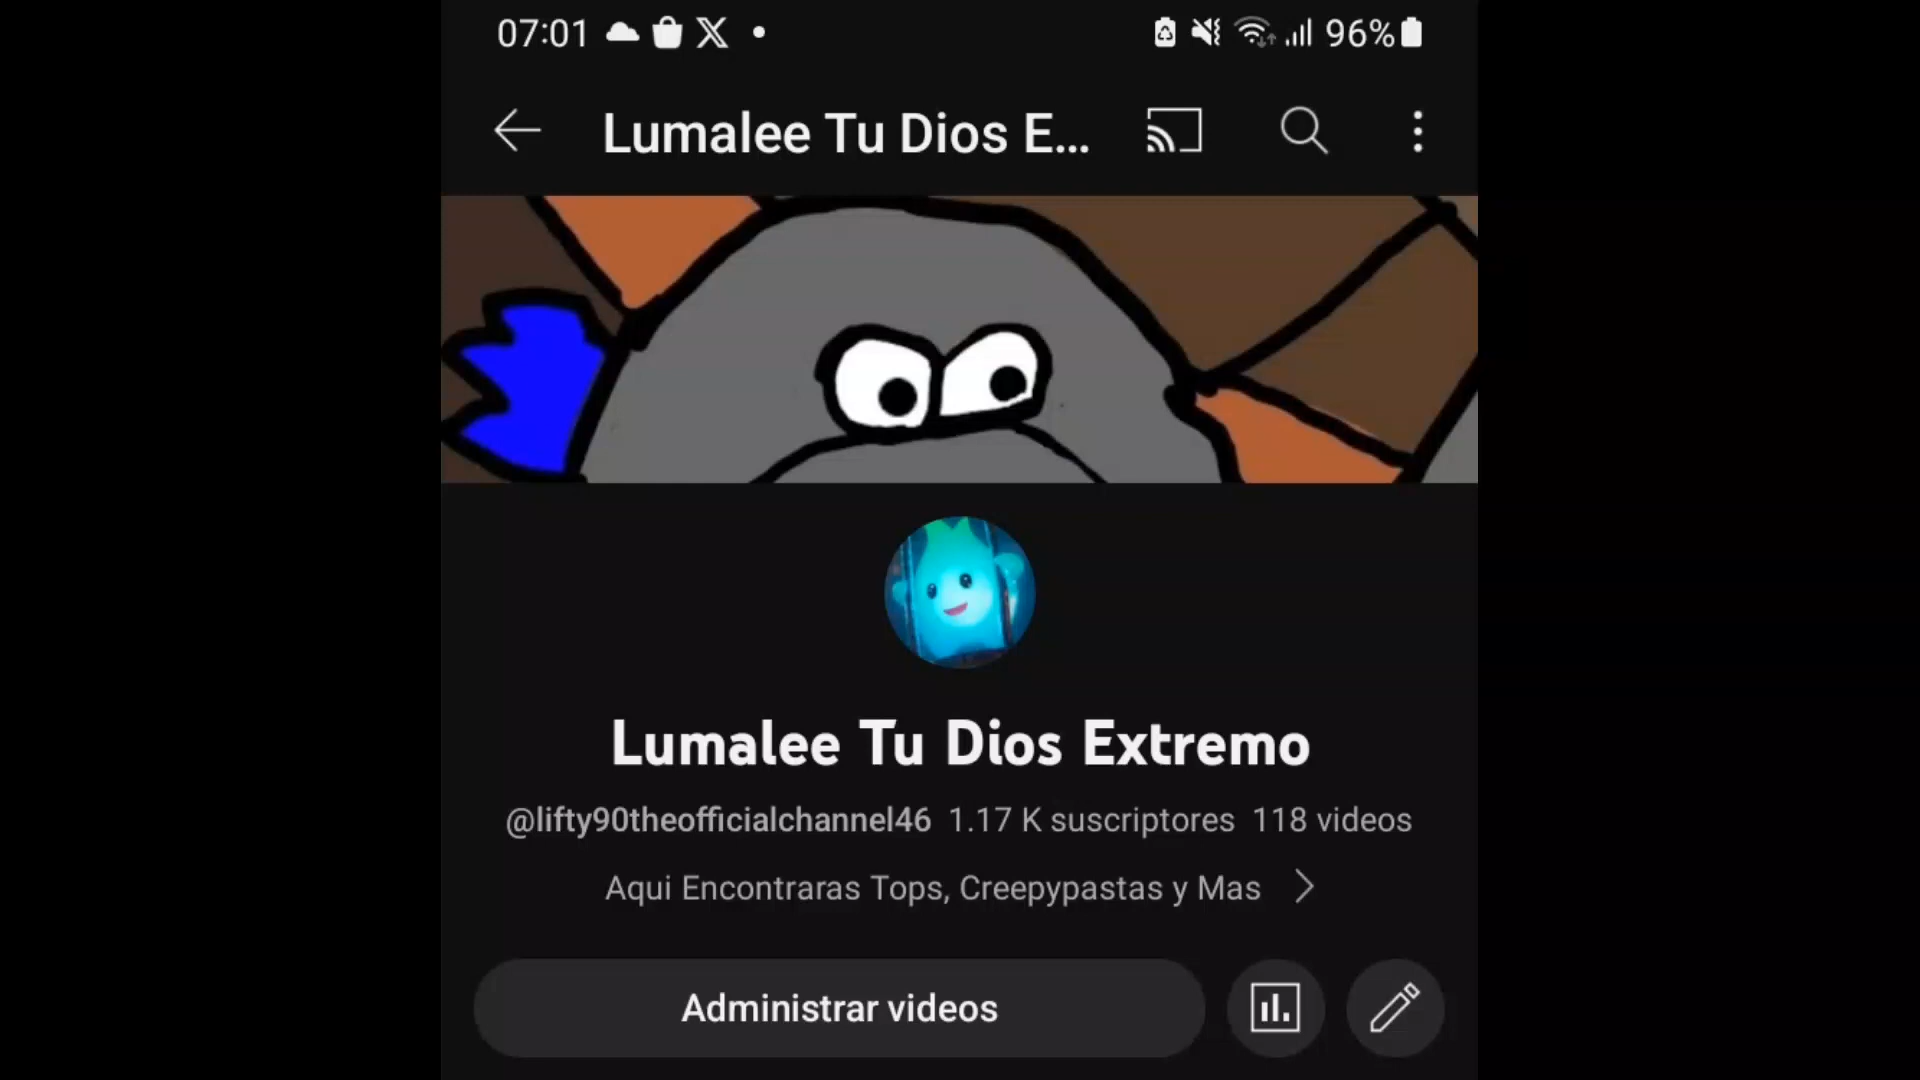 07:01 96%
Lumalee Tu Dios E...
Lumalee Tu Dios Extremo
@lifty90theofficialchannel46 1.17 K suscriptores 118 videos
Aqui Encontraras Tops, Creepypastas y Mas
Administrar videos